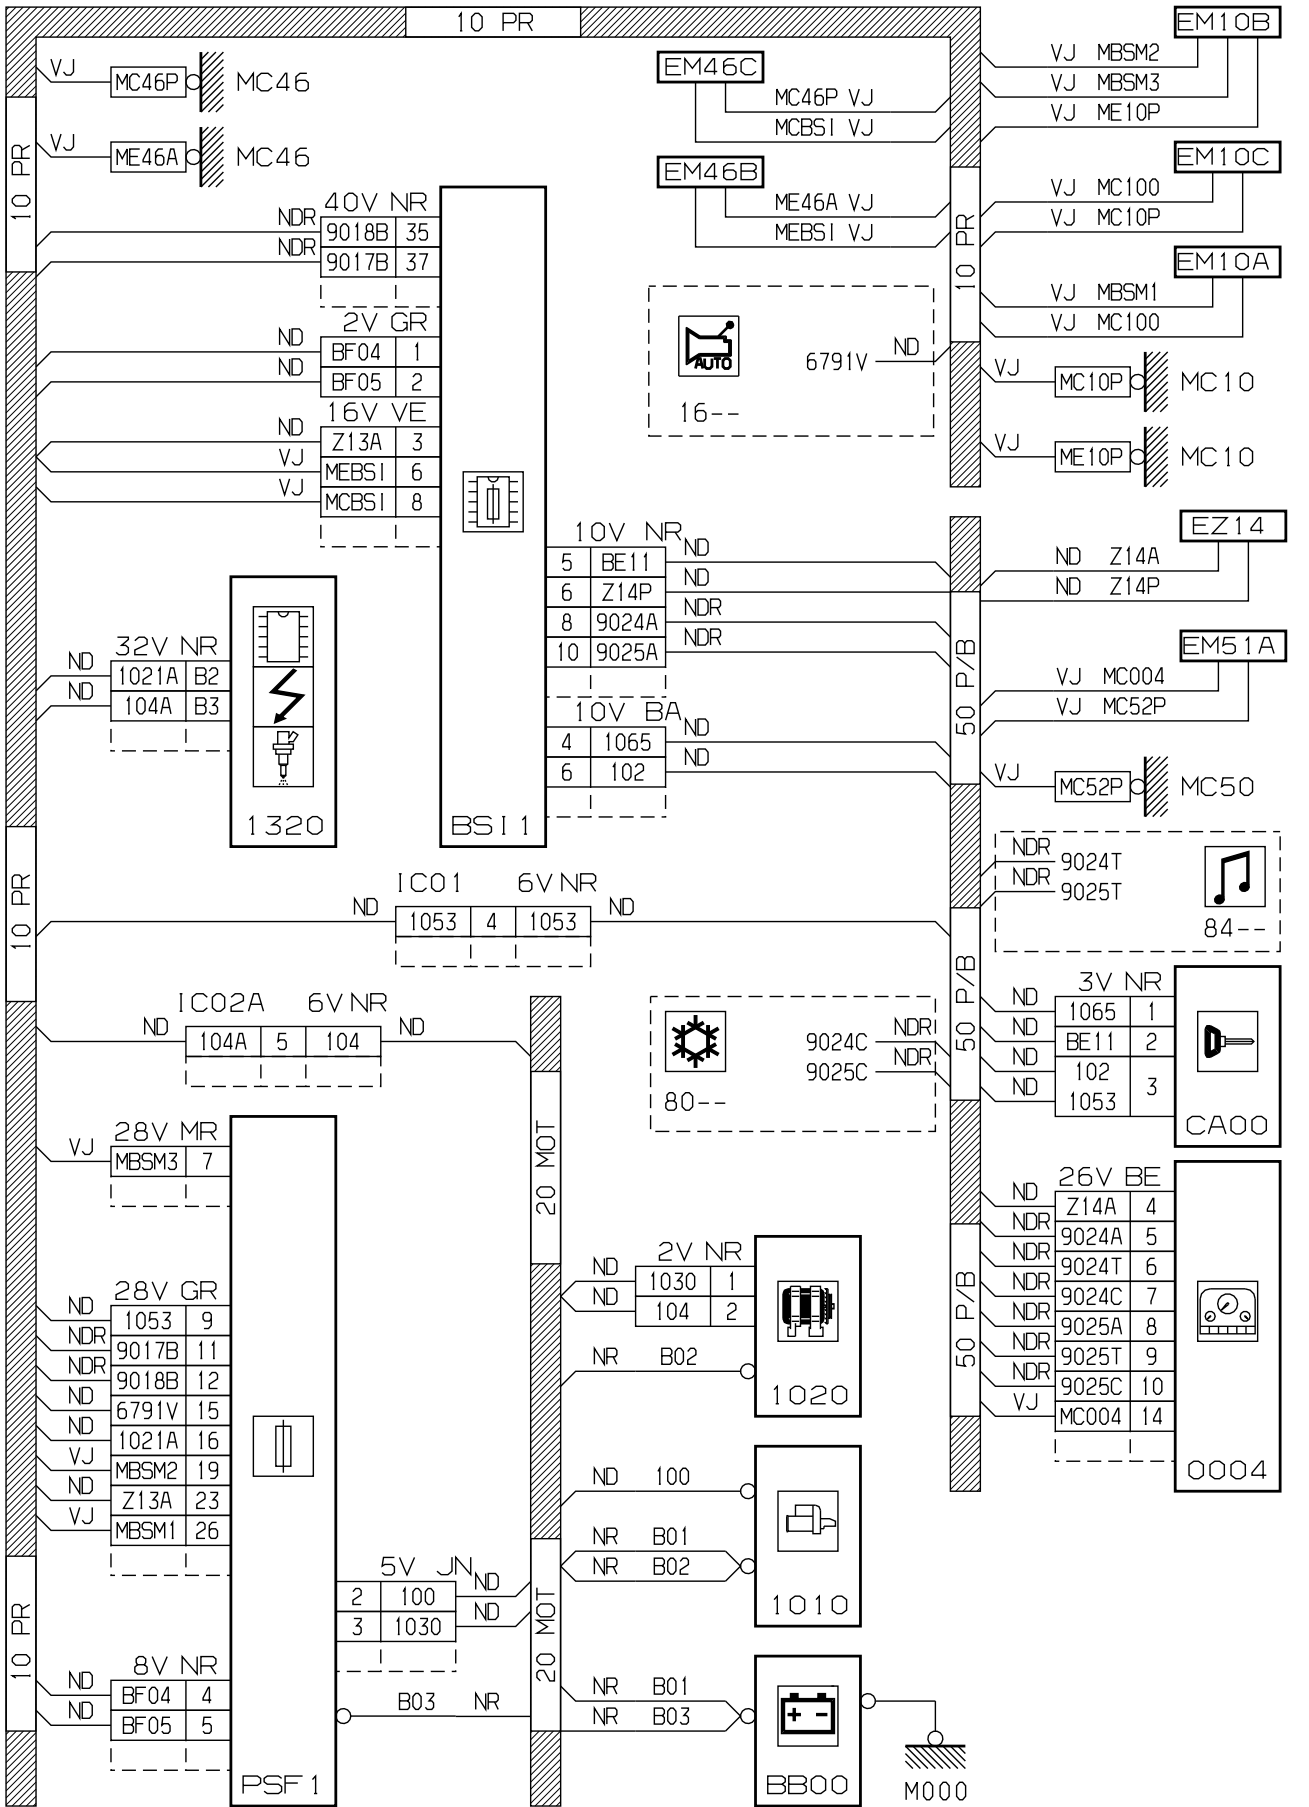 10 PR
EM10B
VJ MBSM2
VJ MBSM3
VJ ME10P
VJ
MC46P
MC46
EM46C
MC46P VJ
MCBSI VJ
VJ
ME46A
MC46
10 PR
EM46B
ME46A VJ
MEBSI VJ
10 PR
EM10C
VJ MC100
VJ MC10P
40V NR
NDR
9018B 35
NDR
9017B 37
EM10A
VJ MBSM1
VJ MC100
2V GR
ND
BF04 1
ND
BF05 2
AUTO
6791V ND
16--
VJ
MC10P
MC10
16V VE
ND
Z13A 3
VJ
MEBSI 6
VJ
MCBSI 8
VJ
ME10P
MC10
BSI1
10V NR
5 BE11 ND
6 Z14P ND
8 9024A NDR
10 9025A NDR
EZ14
ND Z14A
ND Z14P
32V NR
ND
1021A B2
ND
104A B3
1320
50 P/B
EM51A
VJ MC004
VJ MC52P
10V BA
4 1065 ND
6 102 ND
VJ
MC52P
MC50
NDR 9024T
NDR 9025T
84--
10 PR
IC01 6V NR
ND
1053 4 1053
ND
50 P/B
IC02A 6V NR
ND
104A 5 104
ND
9024C NDR
9025C NDR
80--
3V NR
ND 1065 1
ND BE11 2
ND 102
3
ND 1053
CA00
28V MR
VJ
MBSM3 7
20 MOT
26V BE
ND Z14A 4
NDR 9024A 5
NDR 9024T 6
NDR 9024C 7
NDR 9025A 8
NDR 9025T 9
NDR 9025C 10
VJ MC004 14
0004
50 P/B
28V GR
ND 1053 9
NDR 9017B 11
NDR 9018B 12
ND 6791V 15
ND 1021A 16
VJ MBSM2 19
ND Z13A 23
VJ MBSM1 26
2V NR
ND 1030 1
ND 104 2
NR B02
1020
ND 100
NR B01
NR B02
1010
5V JN
2 100 ND
3 1030 ND
20 MOT
10 PR
8V NR
ND BF04 4
ND BF05 5
B03 NR
PSF1
NR B01
NR B03
+ -
BB00
M000